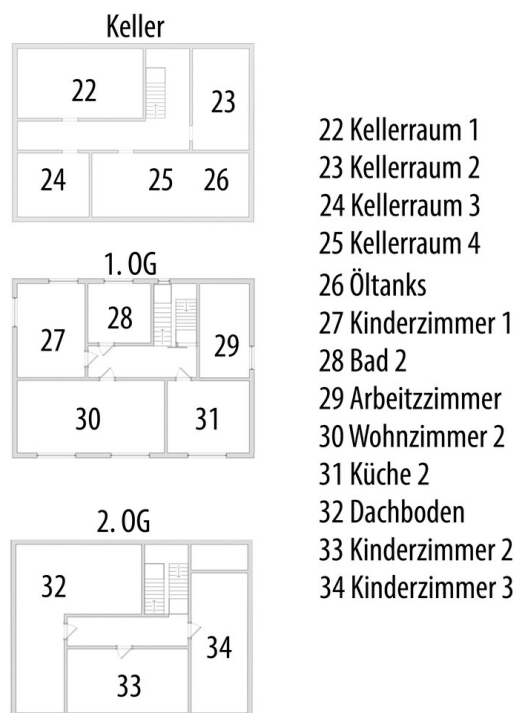 Keller
22
23
24
25
26
1. OG
27
28
29
30
31
2. OG
32
33
34
22 Kellerraum 1
23 Kellerraum 2
24 Kellerraum 3
25 Kellerraum 4
26 Öltanks
27 Kinderzimmer 1
28 Bad 2
29 Arbeitzzimmer
30 Wohnzimmer 2
31 Küche 2
32 Dachboden
33 Kinderzimmer 2
34 Kinderzimmer 3